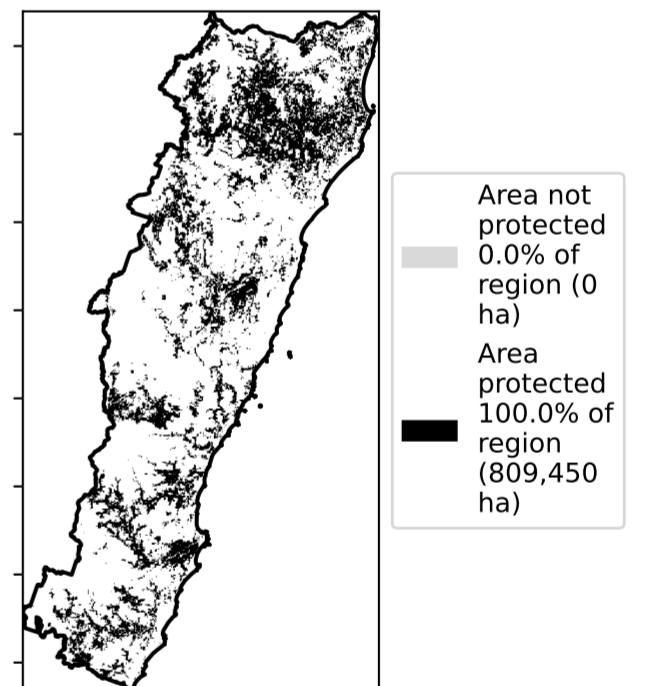 Area not
protected
0.0% of
region (0
ha)
Area
protected
100.0% of
region
(809,450
ha)